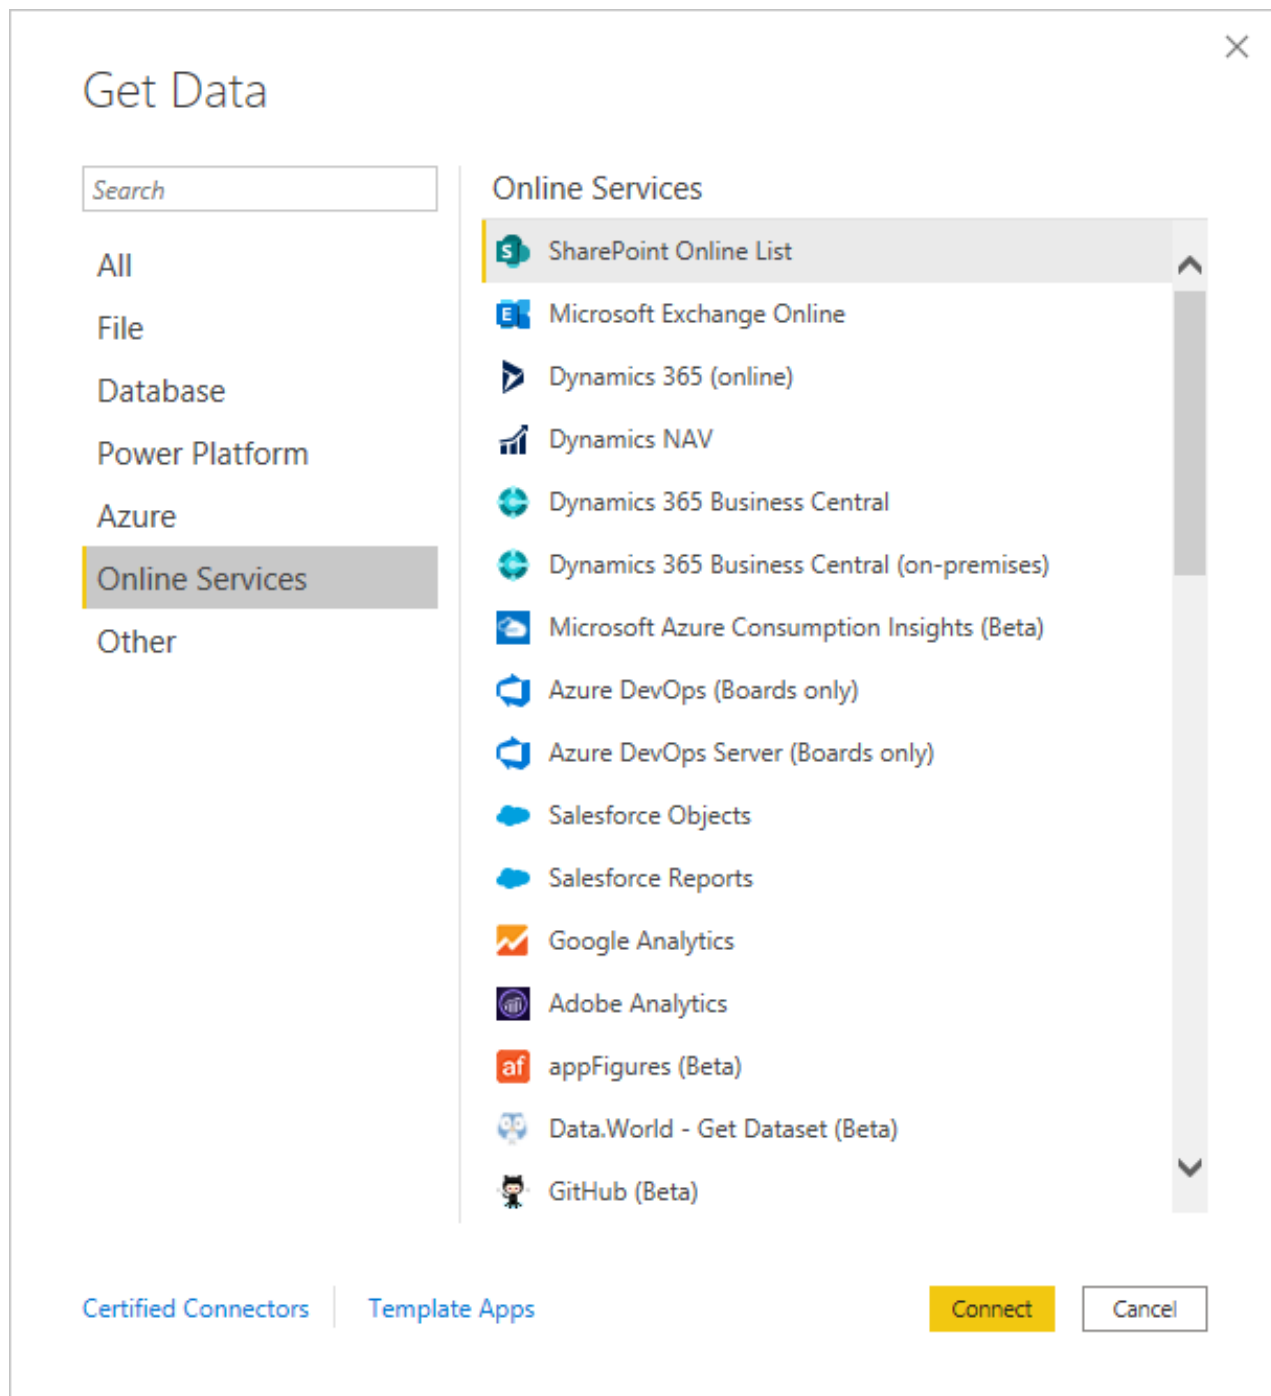 Get Data
Search
All
File
Database
Power Platform
Azure
Online Services
Other
Online Services
S SharePoint Online List
E Microsoft Exchange Online
Dynamics 365 (online)
Dynamics NAV
Dynamics 365 Business Central
Dynamics 365 Business Central (on-premises)
Microsoft Azure Consumption Insights (Beta)
Azure DevOps (Boards only)
Azure DevOps Server (Boards only)
Salesforce Objects
Salesforce Reports
Google Analytics
Adobe Analytics
af appFigures (Beta)
Data.World - Get Dataset (Beta)
GitHub (Beta)
Certified Connectors
Template Apps
Connect
Cancel